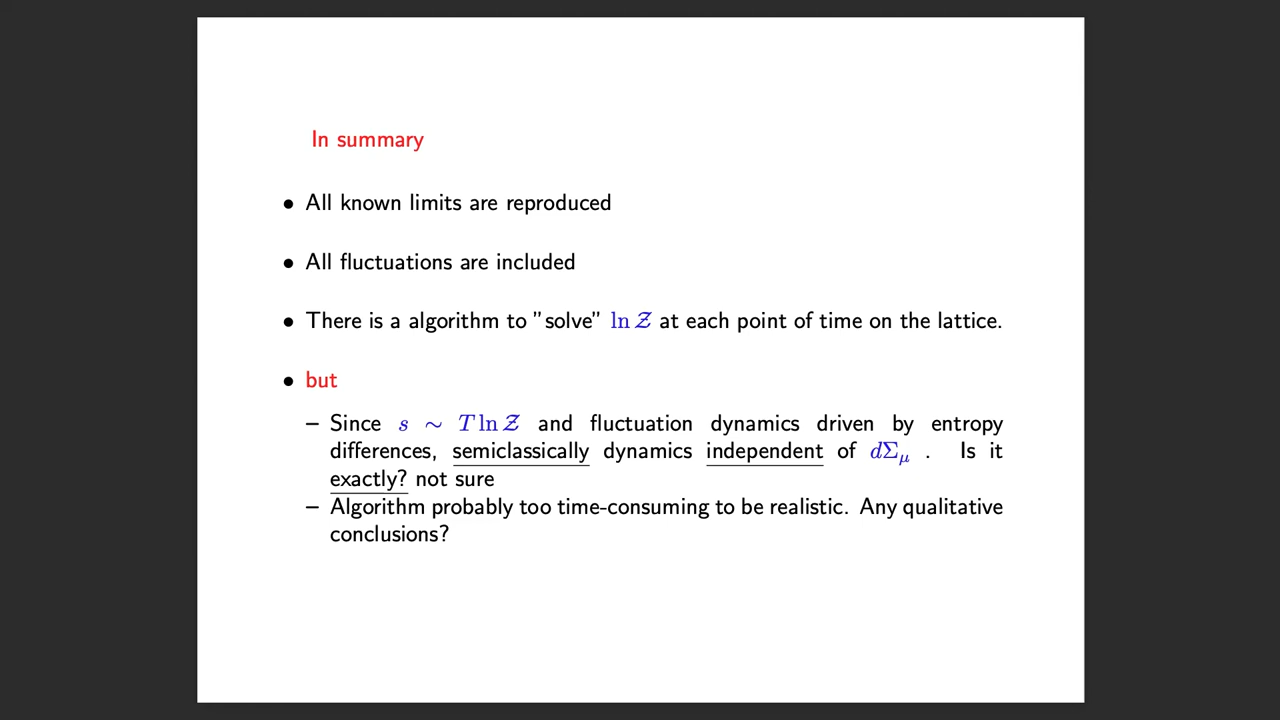 In summary
• All known limits are reproduced
• All fluctuations are included
• There is a algorithm to ”solve” ln Z at each point of time on the lattice.
• but
– Since s ∼ T ln Z and fluctuation dynamics driven by entropy
differences, semiclassically dynamics independent of dΣμ . Is it
exactly? not sure
– Algorithm probably too time-consuming to be realistic. Any qualitative
conclusions?